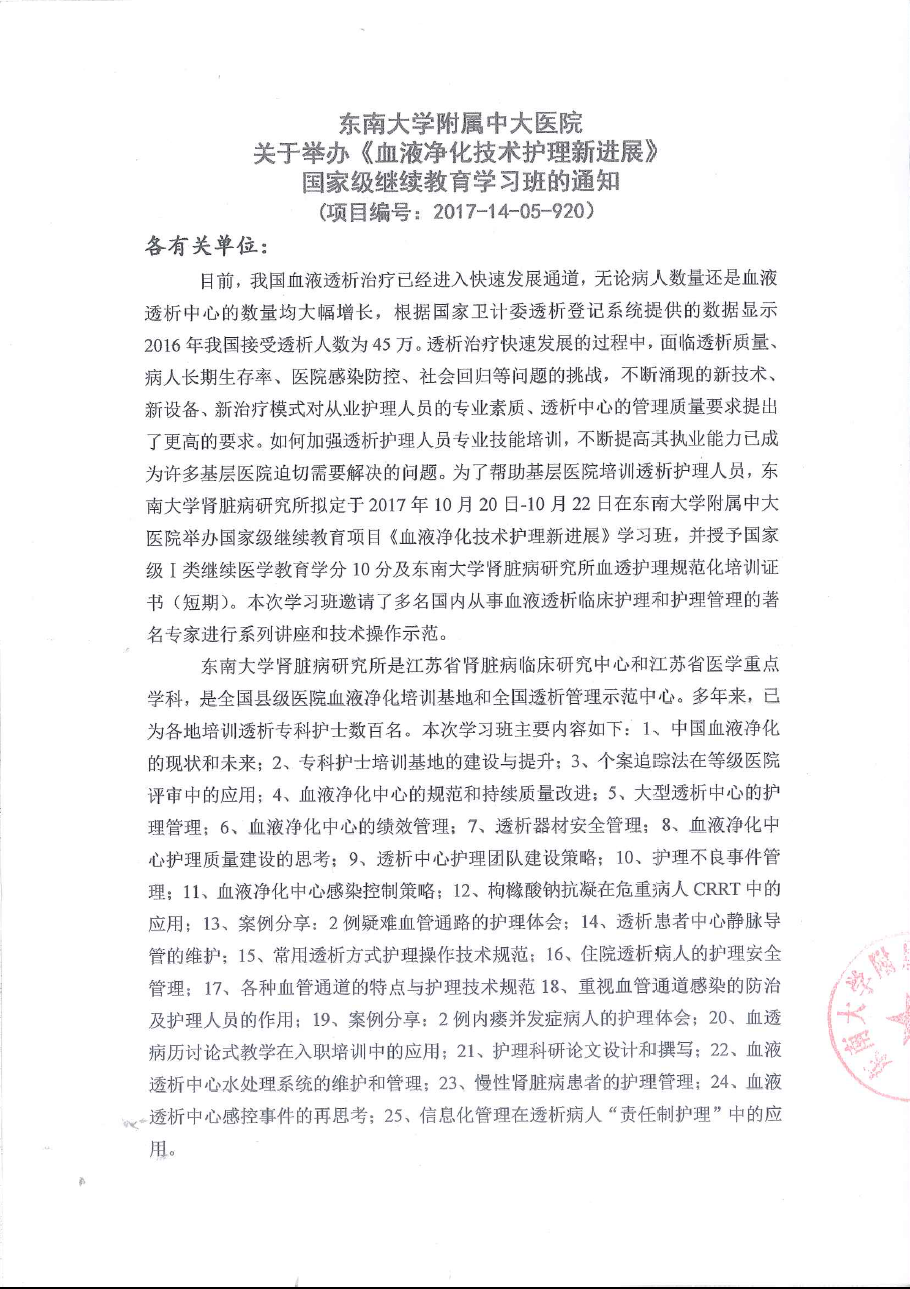 东南大学附属中大医院
关于举办《血液净化技术护理新进展》
国家级继续教育学习班的通知
(项目编号：2017-14-05-920)
各有关单位：
目前，我国血液透析治疗已经进入快速发展通道，无论病人数量还是血液
透析中心的数量均大幅增长，根据国家卫计委透析登记系统提供的数据显示
2016年我国接受透析人数为45万。透析治疗快速发展的过程中，面临透析质量、
病人长期生存率、医院感染防控、社会回归等问题的挑战，不断涌现的新技术、
新设备、新治疗模式对从业护理人员的专业素质、透析中心的管理质量要求提出
了更高的要求。如何加强透析护理人员专业技能培训，不断提高其执业能力已成
为许多基层医院迫切需要解决的问题。为了帮助基层医院培训透析护理人员，东
南大学肾脏病研究所拟定于2017年10月20日-10月22日在东南大学附属中大
医院举办国家级继续教育项目《血液净化技术护理新进展》学习班，并授予国家
级Ⅰ类继续医学教育学分10分及东南大学肾脏病研究所血透护理规范化培训证
书（短期）。本次学习班邀请了多名国内从事血液透析临床护理和护理管理的著
名专家进行系列讲座和技术操作示范。
东南大学肾脏病研究所是江苏省肾脏病临床研究中心和江苏省医学重点
学科，是全国县级医院血液净化培训基地和全国透析管理示范中心。多年来，已
为各地培训透析专科护士数百名。本次学习班主要内容如下：1、中国血液净化
的现状和未来；2、专科护士培训基地的建设与提升；3、个案追踪法在等级医院
评审中的应用；4、血液净化中心的规范和持续质量改进；5、大型透析中心的护
理管理；6、血液净化中心的绩效管理；7、透析器材安全管理；8、血液净化中
心护理质量建设的思考；9、透析中心护理团队建设策略；10、护理不良事件管
理；11、血液净化中心感染控制策略；12、枸橼酸钠抗凝在危重病人CRRT中的
应用；13、案例分享：2例疑难血管通路的护理体会；14、透析患者中心静脉导
管的维护；15、常用透析方式护理操作技术规范；16、住院透析病人的护理安全
管理；17、各种血管通道的特点与护理技术规范18、重视血管通道感染的防治
及护理人员的作用；19、案例分享：2例内瘘并发症病人的护理体会；20、血透
病历讨论式教学在入职培训中的应用；21、护理科研论文设计和撰写；22、血液
透析中心水处理系统的维护和管理；23、慢性肾脏病患者的护理管理；24、血液
透析中心感控事件的再思考；25、信息化管理在透析病人“责任制护理”中的应
用。
南大学附